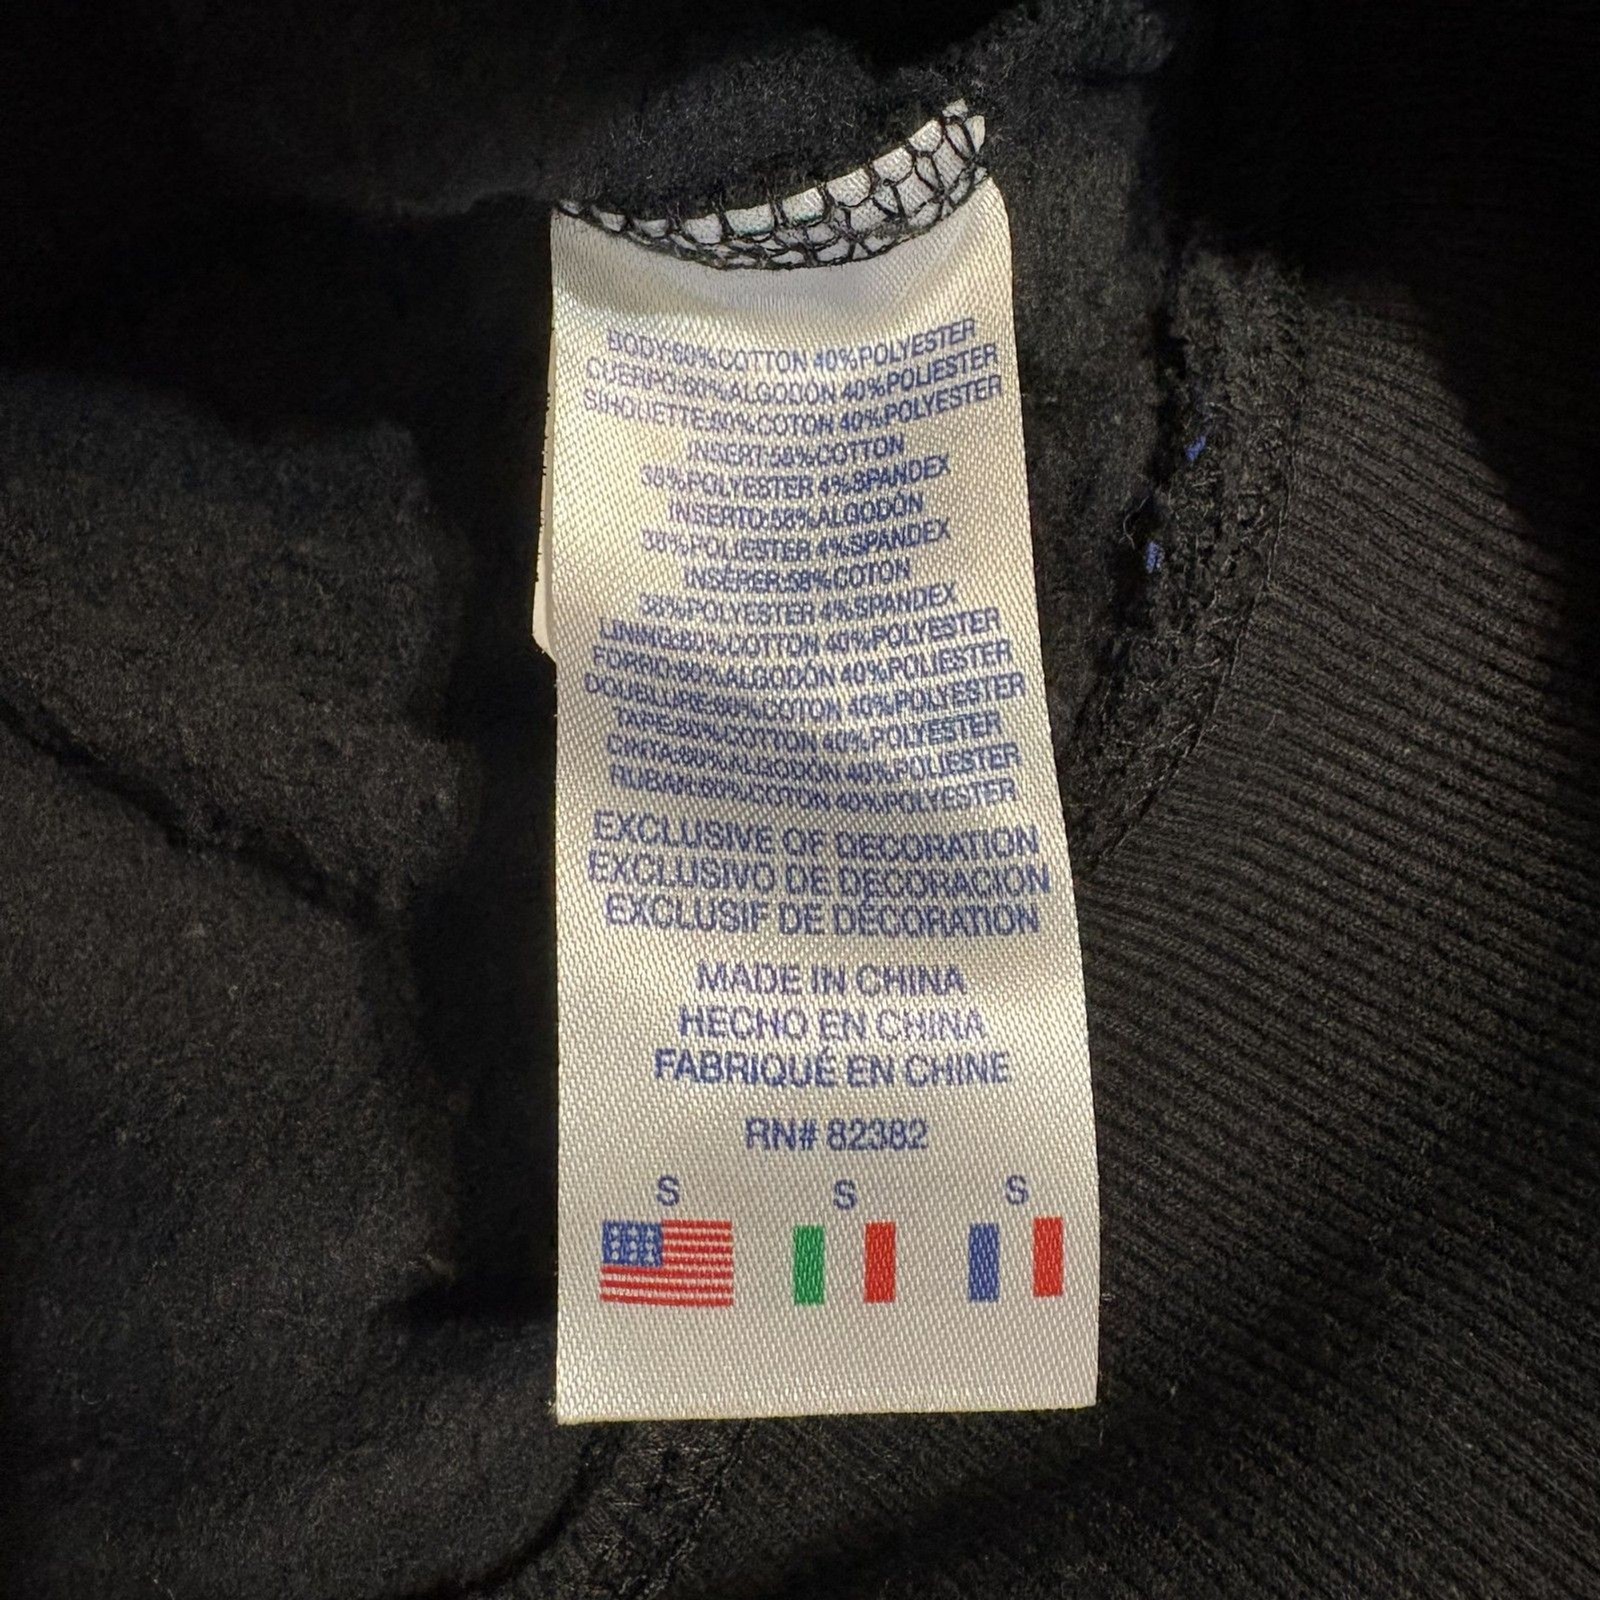 BODY:60%COTTON 40%POLYESTER
CUERPO:60%ALGODÓN 40%POLIESTER
SILHOUETTE:60%COTON 40%POLYESTER
INSERT:58%COTTON
38%POLYESTER 4%SPANDEX
INSERTO:58%ALGODÓN
38%POLIESTER 4%SPANDEX
INSÉRER:58%COTON
38%POLYESTER 4%SPANDEX
LINING:60%COTTON 40%POLYESTER
FORRO:60%ALGODÓN 40%POLIESTER
DOUBLURE:60%COTON 40%POLYESTER
TAPE:60%COTTON 40%POLYESTER
CINTA:60%ALGODÓN 40%POLIESTER
RUBAN:60%COTON 40%POLYESTER
EXCLUSIVE OF DECORATION
EXCLUSIVO DE DECORACION
EXCLUSIF DE DÉCORATION
MADE IN CHINA
HECHO EN CHINA
FABRIQUÉ EN CHINE
RN# 82382
S S S